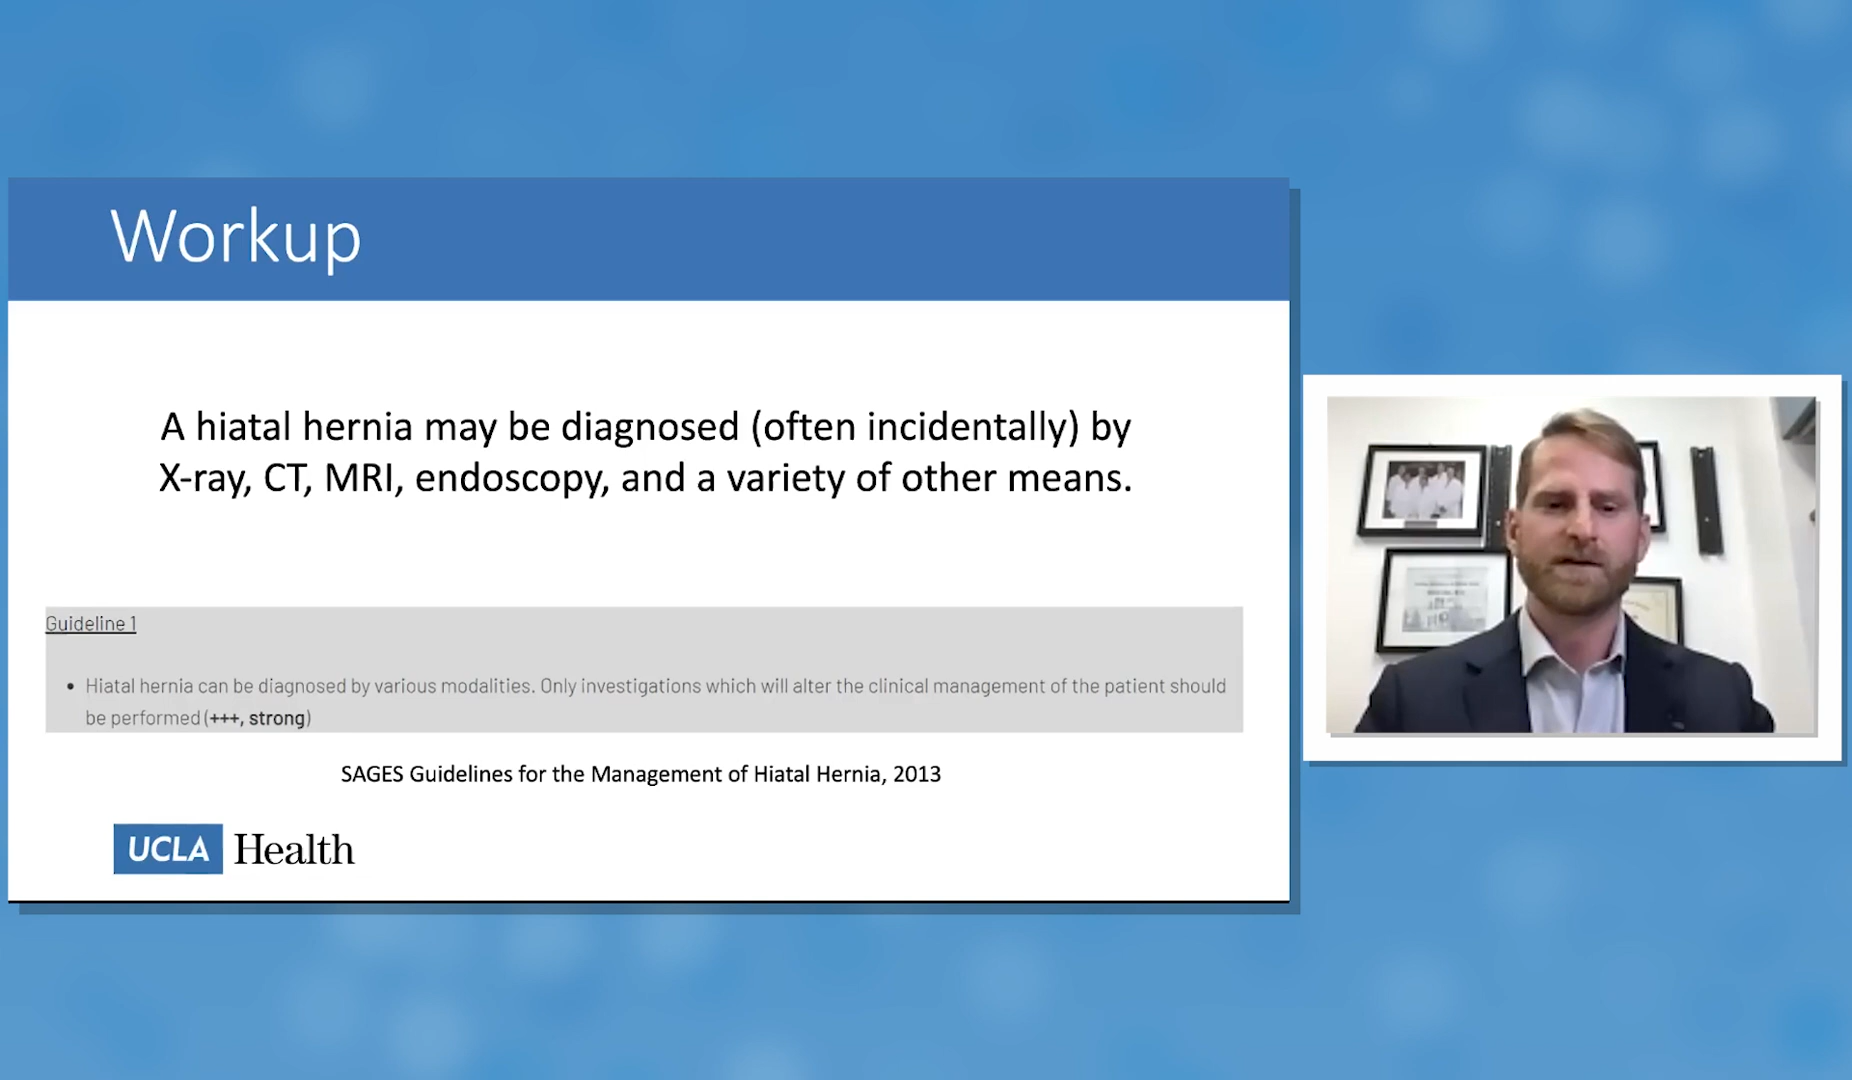 Workup
A hiatal hernia may be diagnosed (often incidentally) by
X-ray, CT, MRI, endoscopy, and a variety of other means.
Guideline 1
• Hiatal hernia can be diagnosed by various modalities. Only investigations which will alter the clinical management of the patient should
be performed (+++, strong)
SAGES Guidelines for the Management of Hiatal Hernia, 2013
UCLA Health